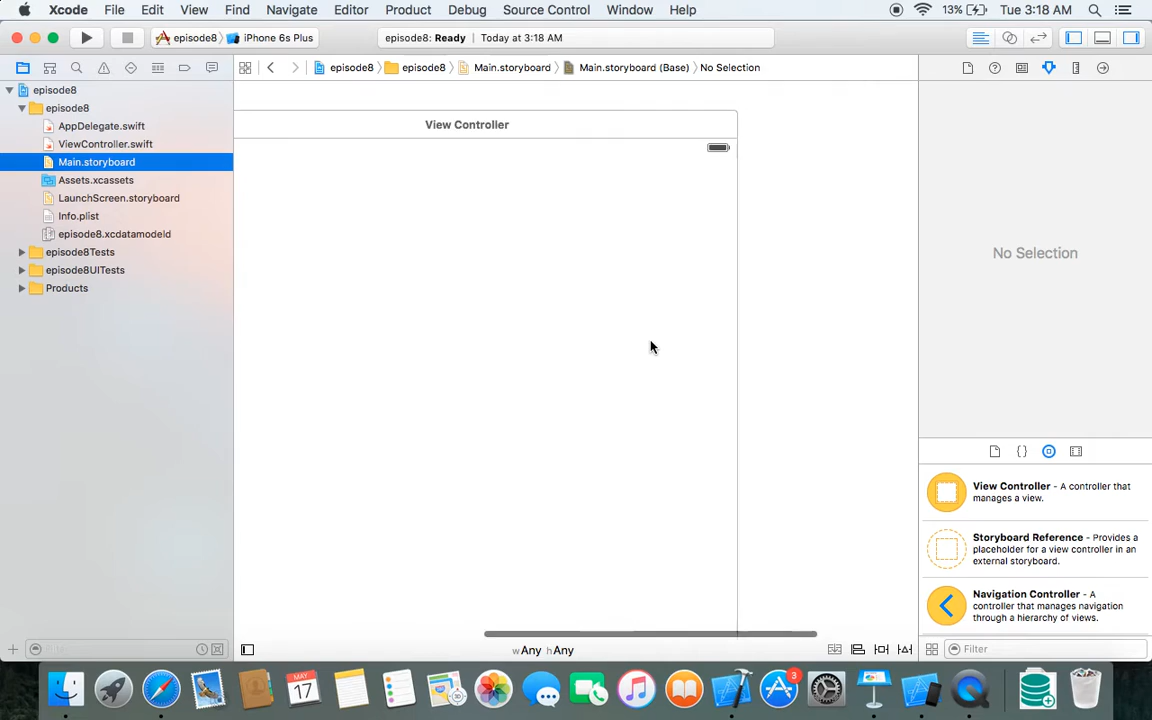 Xcode File Edit View Find Navigate Editor Product Debug Source Control Window Help 13% Tue 3:18 AM
episode8 iPhone 6s Plus episode8: Ready Today at 3:18 AM
episode8 episode8 Main.storyboard Main.storyboard (Base) No Selection
episode8
episode8
AppDelegate.swift
ViewController.swift
Main.storyboard
Assets.xcassets
LaunchScreen.storyboard
Info.plist
episode8.xcdatamodeld
episode8Tests
episode8UITests
Products
View Controller
No Selection
View Controller - A controller that
manages a view.
Storyboard Reference - Provides a
placeholder for a view controller in an
external storyboard.
Navigation Controller - A
controller that manages navigation
through a hierarchy of views.
wAny hAny
Filter
MAY
17
3